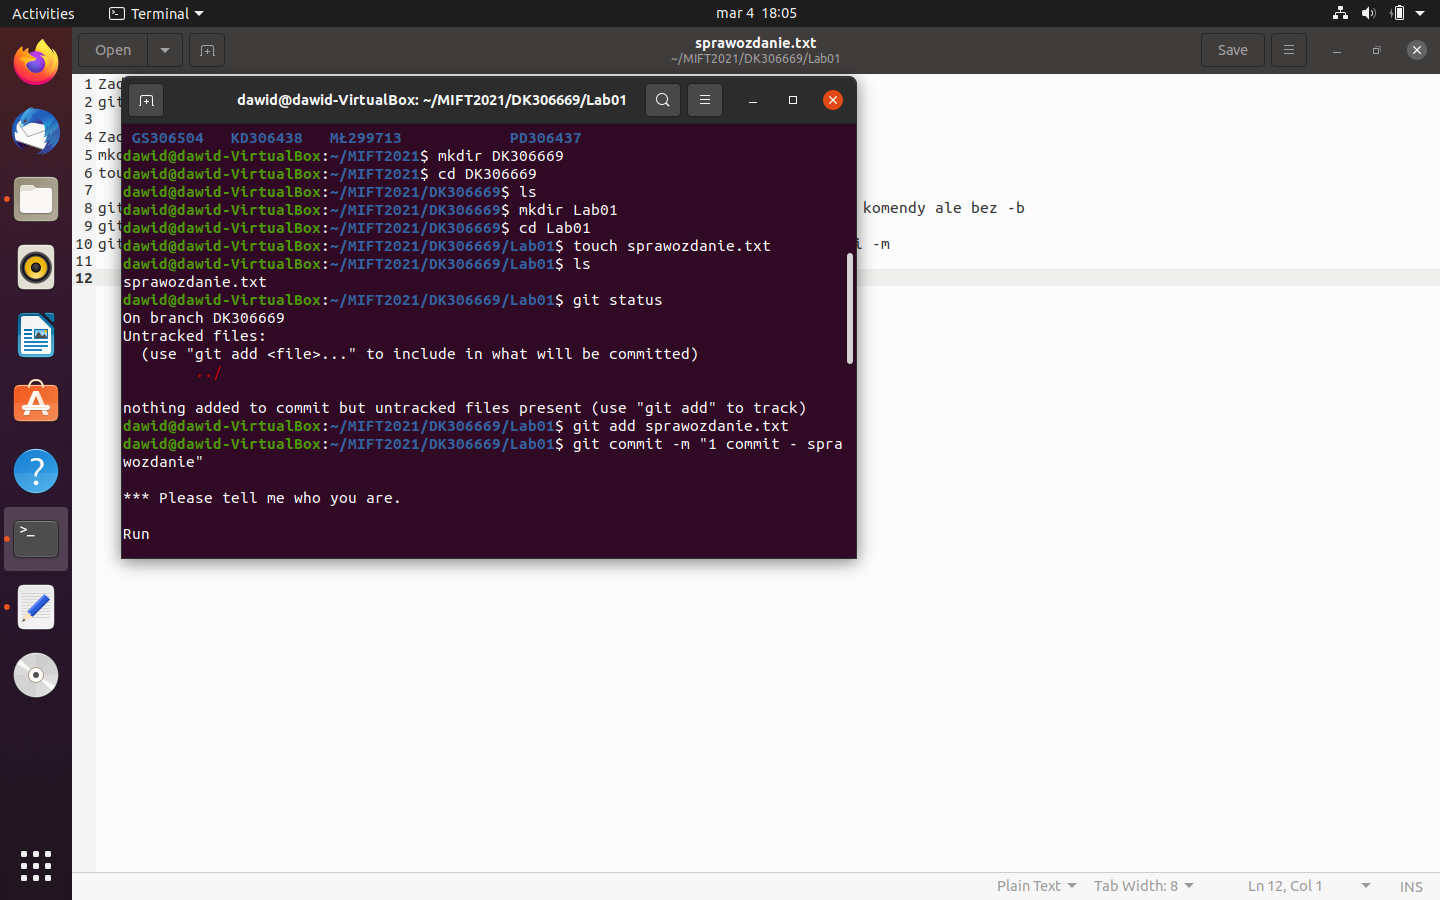 Activities Terminal mar 4 18:05
Open sprawozdanie.txt Save
~/MIFT2021/DK306669/Lab01
1 Zac
2 git
3
4 Zac
5 mkd
6 tou
7
8 git komendy ale bez -b
9 git
10 git i -m
11
12
dawid@dawid-VirtualBox: ~/MIFT2021/DK306669/Lab01
GS306504 KD306438 MŁ299713 PD306437
dawid@dawid-VirtualBox:~/MIFT2021$ mkdir DK306669
dawid@dawid-VirtualBox:~/MIFT2021$ cd DK306669
dawid@dawid-VirtualBox:~/MIFT2021/DK306669$ ls
dawid@dawid-VirtualBox:~/MIFT2021/DK306669$ mkdir Lab01
dawid@dawid-VirtualBox:~/MIFT2021/DK306669$ cd Lab01
dawid@dawid-VirtualBox:~/MIFT2021/DK306669/Lab01$ touch sprawozdanie.txt
dawid@dawid-VirtualBox:~/MIFT2021/DK306669/Lab01$ ls
sprawozdanie.txt
dawid@dawid-VirtualBox:~/MIFT2021/DK306669/Lab01$ git status
On branch DK306669
Untracked files:
(use "git add <file>..." to include in what will be committed)
../
nothing added to commit but untracked files present (use "git add" to track)
dawid@dawid-VirtualBox:~/MIFT2021/DK306669/Lab01$ git add sprawozdanie.txt
dawid@dawid-VirtualBox:~/MIFT2021/DK306669/Lab01$ git commit -m "1 commit - spra
wozdanie"
*** Please tell me who you are.
Run
Plain Text Tab Width: 8 Ln 12, Col 1 INS